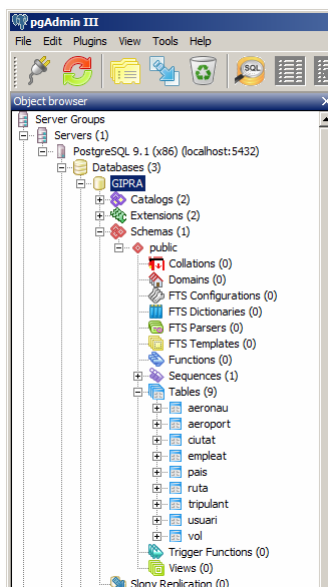 pgAdmin III
File Edit Plugins View Tools Help
SQL
Object browser
Server Groups
Servers (1)
PostgreSQL 9.1 (x86) (localhost:5432)
Databases (3)
GIPRA
Catalogs (2)
Extensions (2)
Schemas (1)
public
Collations (0)
Domains (0)
FTS Configurations (0)
FTS Dictionaries (0)
FTS Parsers (0)
FTS Templates (0)
Functions (0)
Sequences (1)
Tables (9)
aeronau
aeroport
ciutat
empleat
pais
ruta
tripulant
usuari
vol
Trigger Functions (0)
Views (0)
Slony Replication (0)